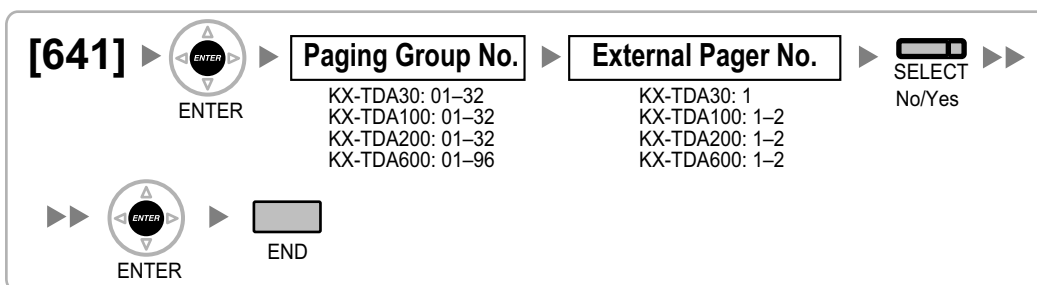 [641] ENTER Paging Group No. External Pager No. SELECT
ENTER
No/Yes
KX-TDA30: 01–32 KX-TDA30: 1
KX-TDA100: 01–32 KX-TDA100: 1–2
KX-TDA200: 01–32 KX-TDA200: 1–2
KX-TDA600: 01–96 KX-TDA600: 1–2
ENTER
ENTER
END